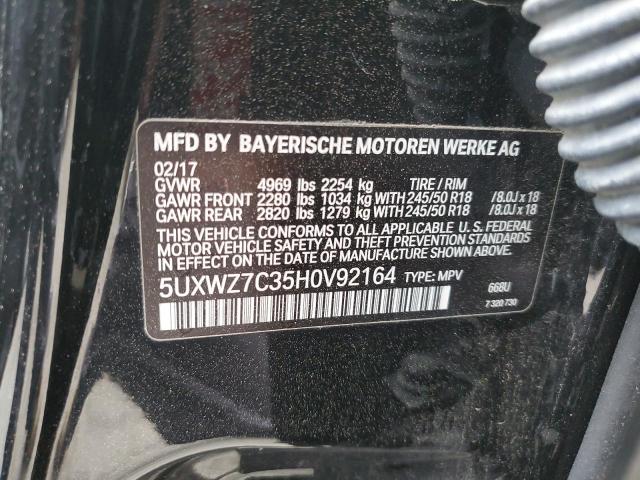 MFD BY BAYERISCHE MOTOREN WERKE AG
02/17
GVWR 4969 lbs 2254 kg TIRE / RIM
GAWR FRONT 2280 lbs 1034 kg WITH 245/50 R18 /8.0J x 18
GAWR REAR 2820 lbs 1279 kg WITH 245/50 R18 /8.0J x 18
THIS VEHICLE CONFORMS TO ALL APPLICABLE U. S. FEDERAL
MOTOR VEHICLE SAFETY AND THEFT PREVENTION STANDARDS
IN EFFECT ON THE DATE OF MANUFACTURE SHOWN ABOVE.
5UXWZ7C35H0V92164 TYPE: MPV 668U
7 320 730